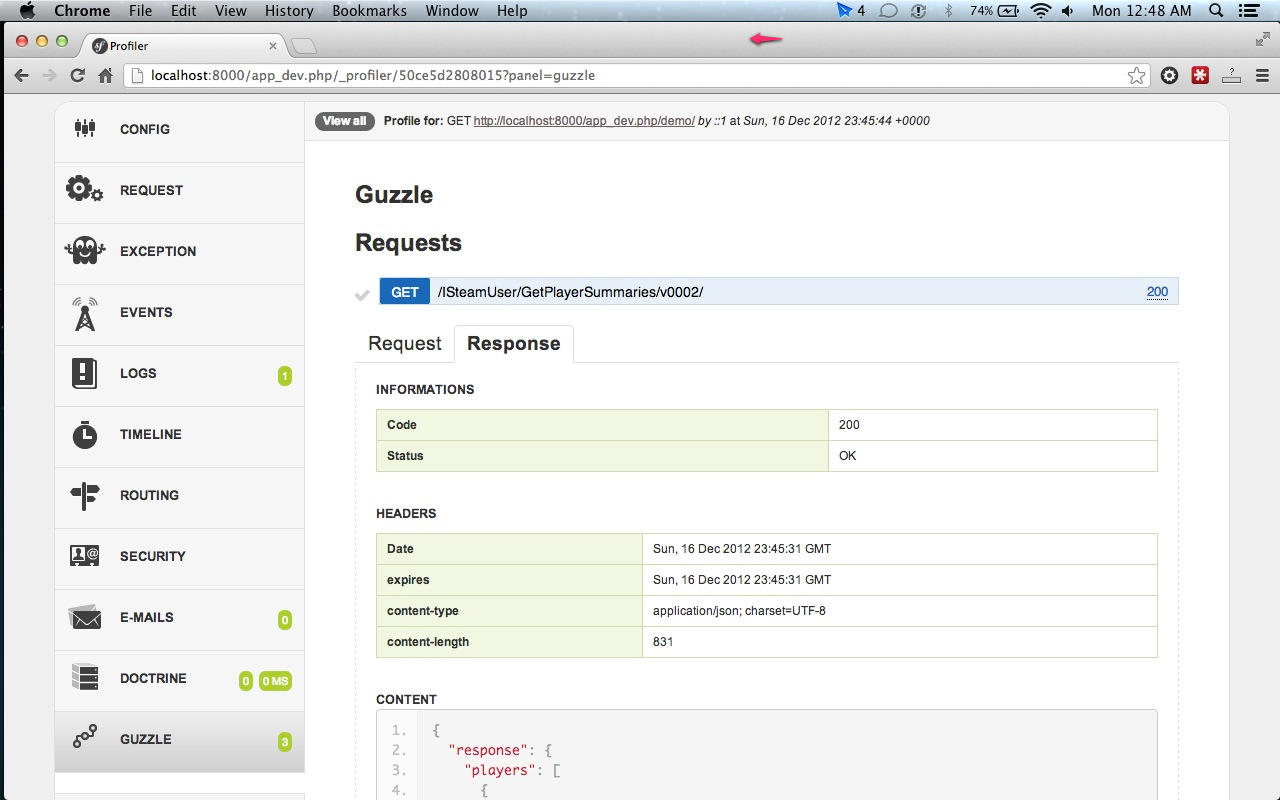 Chrome File Edit View History Bookmarks Window Help 4 74% Mon 12:48 AM
Profiler
localhost:8000/app_dev.php/_profiler/50ce5d2808015?panel=guzzle
View all Profile for: GET http://localhost:8000/app_dev.php/demo/ by ::1 at Sun, 16 Dec 2012 23:45:44 +0000
CONFIG
REQUEST
EXCEPTION
EVENTS
LOGS 1
TIMELINE
ROUTING
SECURITY
E-MAILS 0
DOCTRINE 0 0 MS
GUZZLE 3
Guzzle
Requests
GET /ISteamUser/GetPlayerSummaries/v0002/ 200
Request Response
INFORMATIONS
Code 200
Status OK
HEADERS
Date Sun, 16 Dec 2012 23:45:31 GMT
expires Sun, 16 Dec 2012 23:45:31 GMT
content-type application/json; charset=UTF-8
content-length 831
CONTENT
1. {
2. "response": {
3. "players": [
4. {